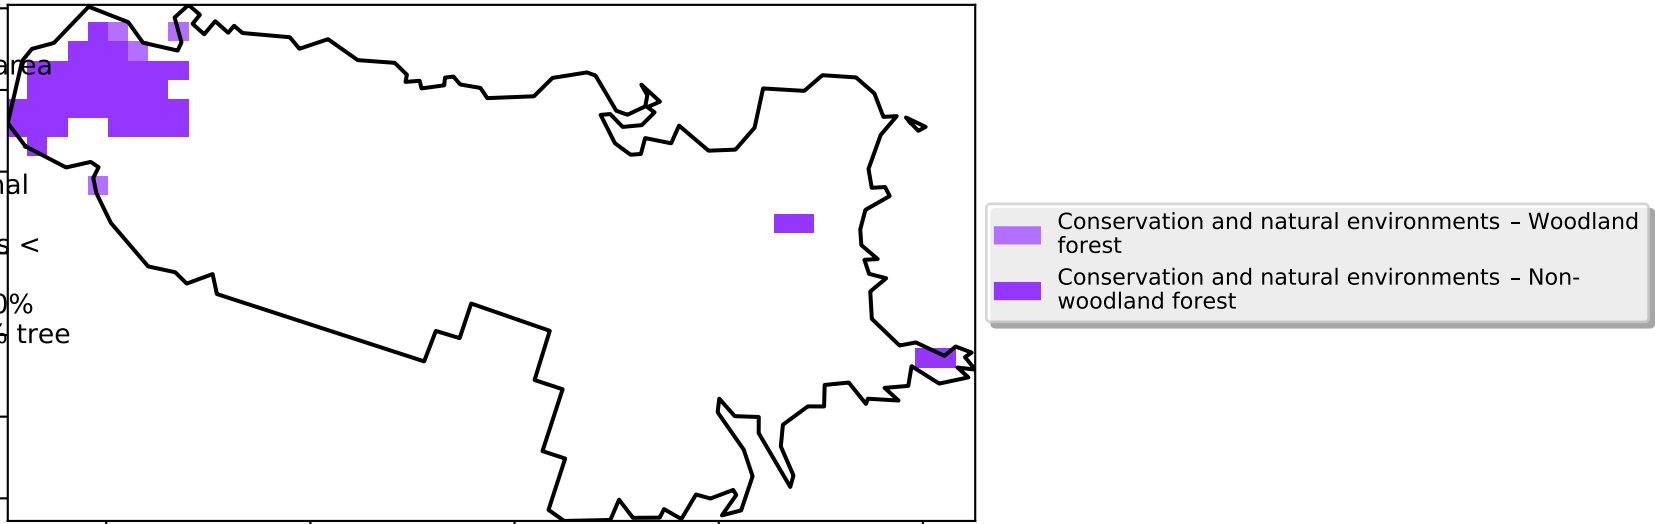 area
nal
s <
0%
% tree
Conservation and natural environments – Woodland
forest
Conservation and natural environments – Non-
woodland forest